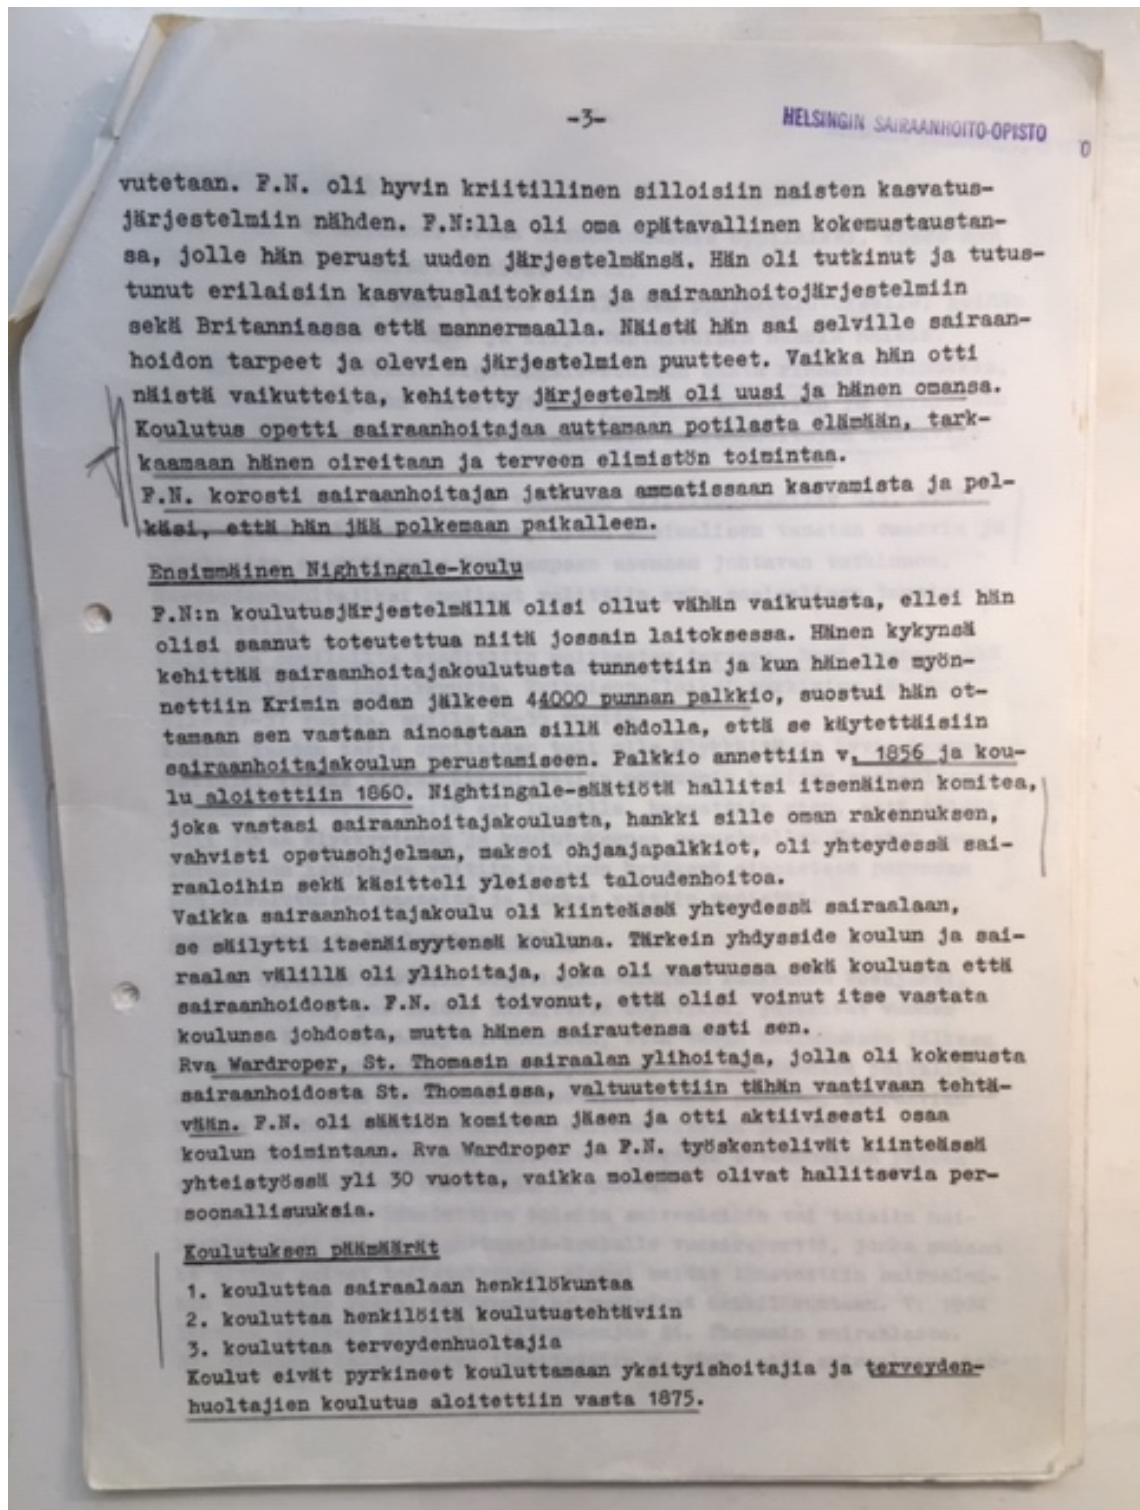 -3-
HELSINGIN SAIRAANHOITO-OPISTO
vutetaan. F.N. oli hyvin kriitillinen silloisiin naisten kasvatus-
järjestelmiin nähden. F.N:lla oli oma epätavallinen kokemustaustan-
sa, jolle hän perusti uuden järjestelmänsä. Hän oli tutkinut ja tutus-
tunut erilaisiin kasvatuslaitoksiin ja sairaanhoitojärjestelmiin
sekä Britanniassa että mannermaalla. Näistä hän sai selville sairaan-
hoidon tarpeet ja olevien järjestelmien puutteet. Vaikka hän otti
näistä vaikutteita, kehitetty järjestelmä oli uusi ja hänen omansa.
Koulutus opetti sairaanhoitajaa auttamaan potilasta elämään, tark-
kaamaan hänen oireitaan ja terveen elimistön toimintaa.
F.N. korosti sairaanhoitajan jatkuvaa ammatissaan kasvamista ja pel-
käsi, että hän jää polkemaan paikalleen.
Ensimmäinen Nightingale-koulu
F.N:n koulutusjärjestelmällä olisi ollut vähän vaikutusta, ellei hän
olisi saanut toteutettua niitä jossain laitoksessa. Hänen kykynsä
kehittää sairaanhoitajakoulutusta tunnettiin ja kun hänelle myön-
nettiin Krimin sodan jälkeen 44000 punnan palkkio, suostui hän ot-
tamaan sen vastaan ainoastaan sillä ehdolla, että se käytettäisiin
sairaanhoitajakoulun perustamiseen. Palkkio annettiin v. 1856 ja kou-
lu aloitettiin 1860. Nightingale-säätiötä hallitsi itsenäinen komitea,
joka vastasi sairaanhoitajakoulusta, hankki sille oman rakennuksen,
vahvisti opetusohjelman, maksoi ohjaajapalkkiot, oli yhteydessä sai-
raaloihin sekä käsitteli yleisesti taloudenhoitoa.
Vaikka sairaanhoitajakoulu oli kiinteässä yhteydessä sairaalaan,
se säilytti itsenäisyytensä kouluna. Tärkein yhdysside koulun ja sai-
raalan välillä oli ylihoitaja, joka oli vastuussa sekä koulusta että
sairaanhoidosta. F.N. oli toivonut, että olisi voinut itse vastata
koulunsa johdosta, mutta hänen sairautensa esti sen.
Rva Wardroper, St. Thomasin sairaalan ylihoitaja, jolla oli kokemusta
sairaanhoidosta St. Thomasissa, valtuutettiin tähän vaativaan tehtä-
vään. F.N. oli säätiön komitean jäsen ja otti aktiivisesti osaa
koulun toimintaan. Rva Wardroper ja F.N. työskentelivät kiinteässä
yhteistyössä yli 30 vuotta, vaikka molemmat olivat hallitsevia per-
soonallisuuksia.
Koulutuksen päämäärät
1. kouluttaa sairaalaan henkilökuntaa
2. kouluttaa henkilöitä koulutustehtäviin
3. kouluttaa terveydenhuoltajia
Koulut eivät pyrkineet kouluttamaan yksityishoitajia ja terveyden-
huoltajien koulutus aloitettiin vasta 1875.